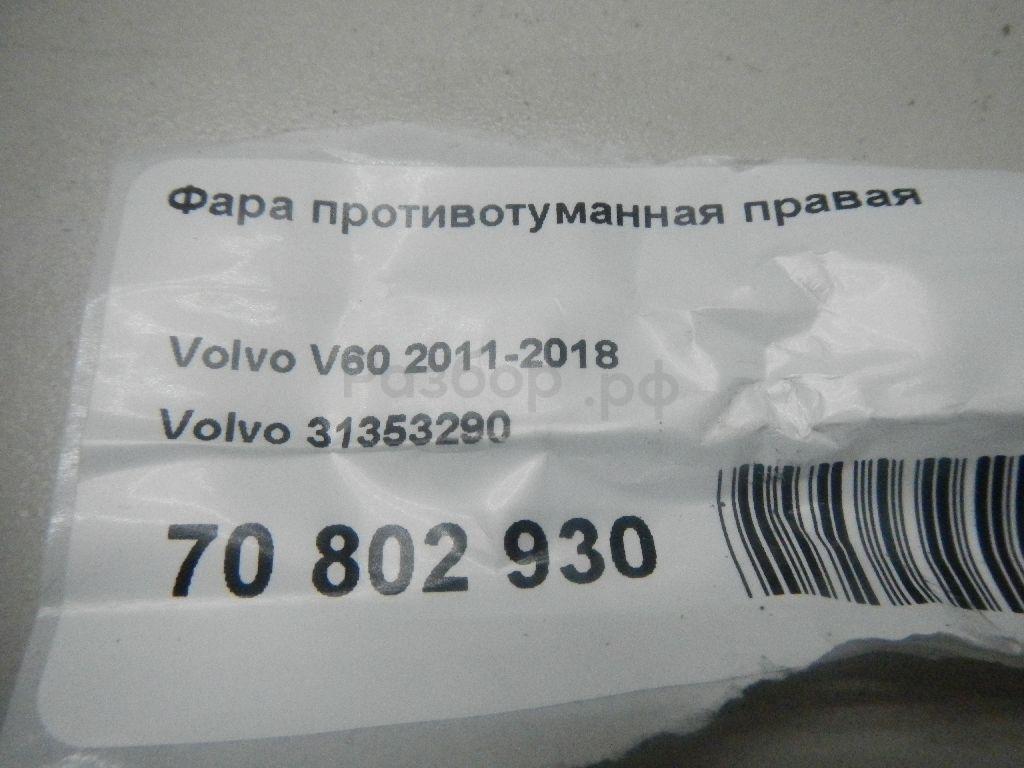 Фара противотуманная правая
Volvo V60 2011-2018
Разбор.рф
Volvo 31353290
70 802 930